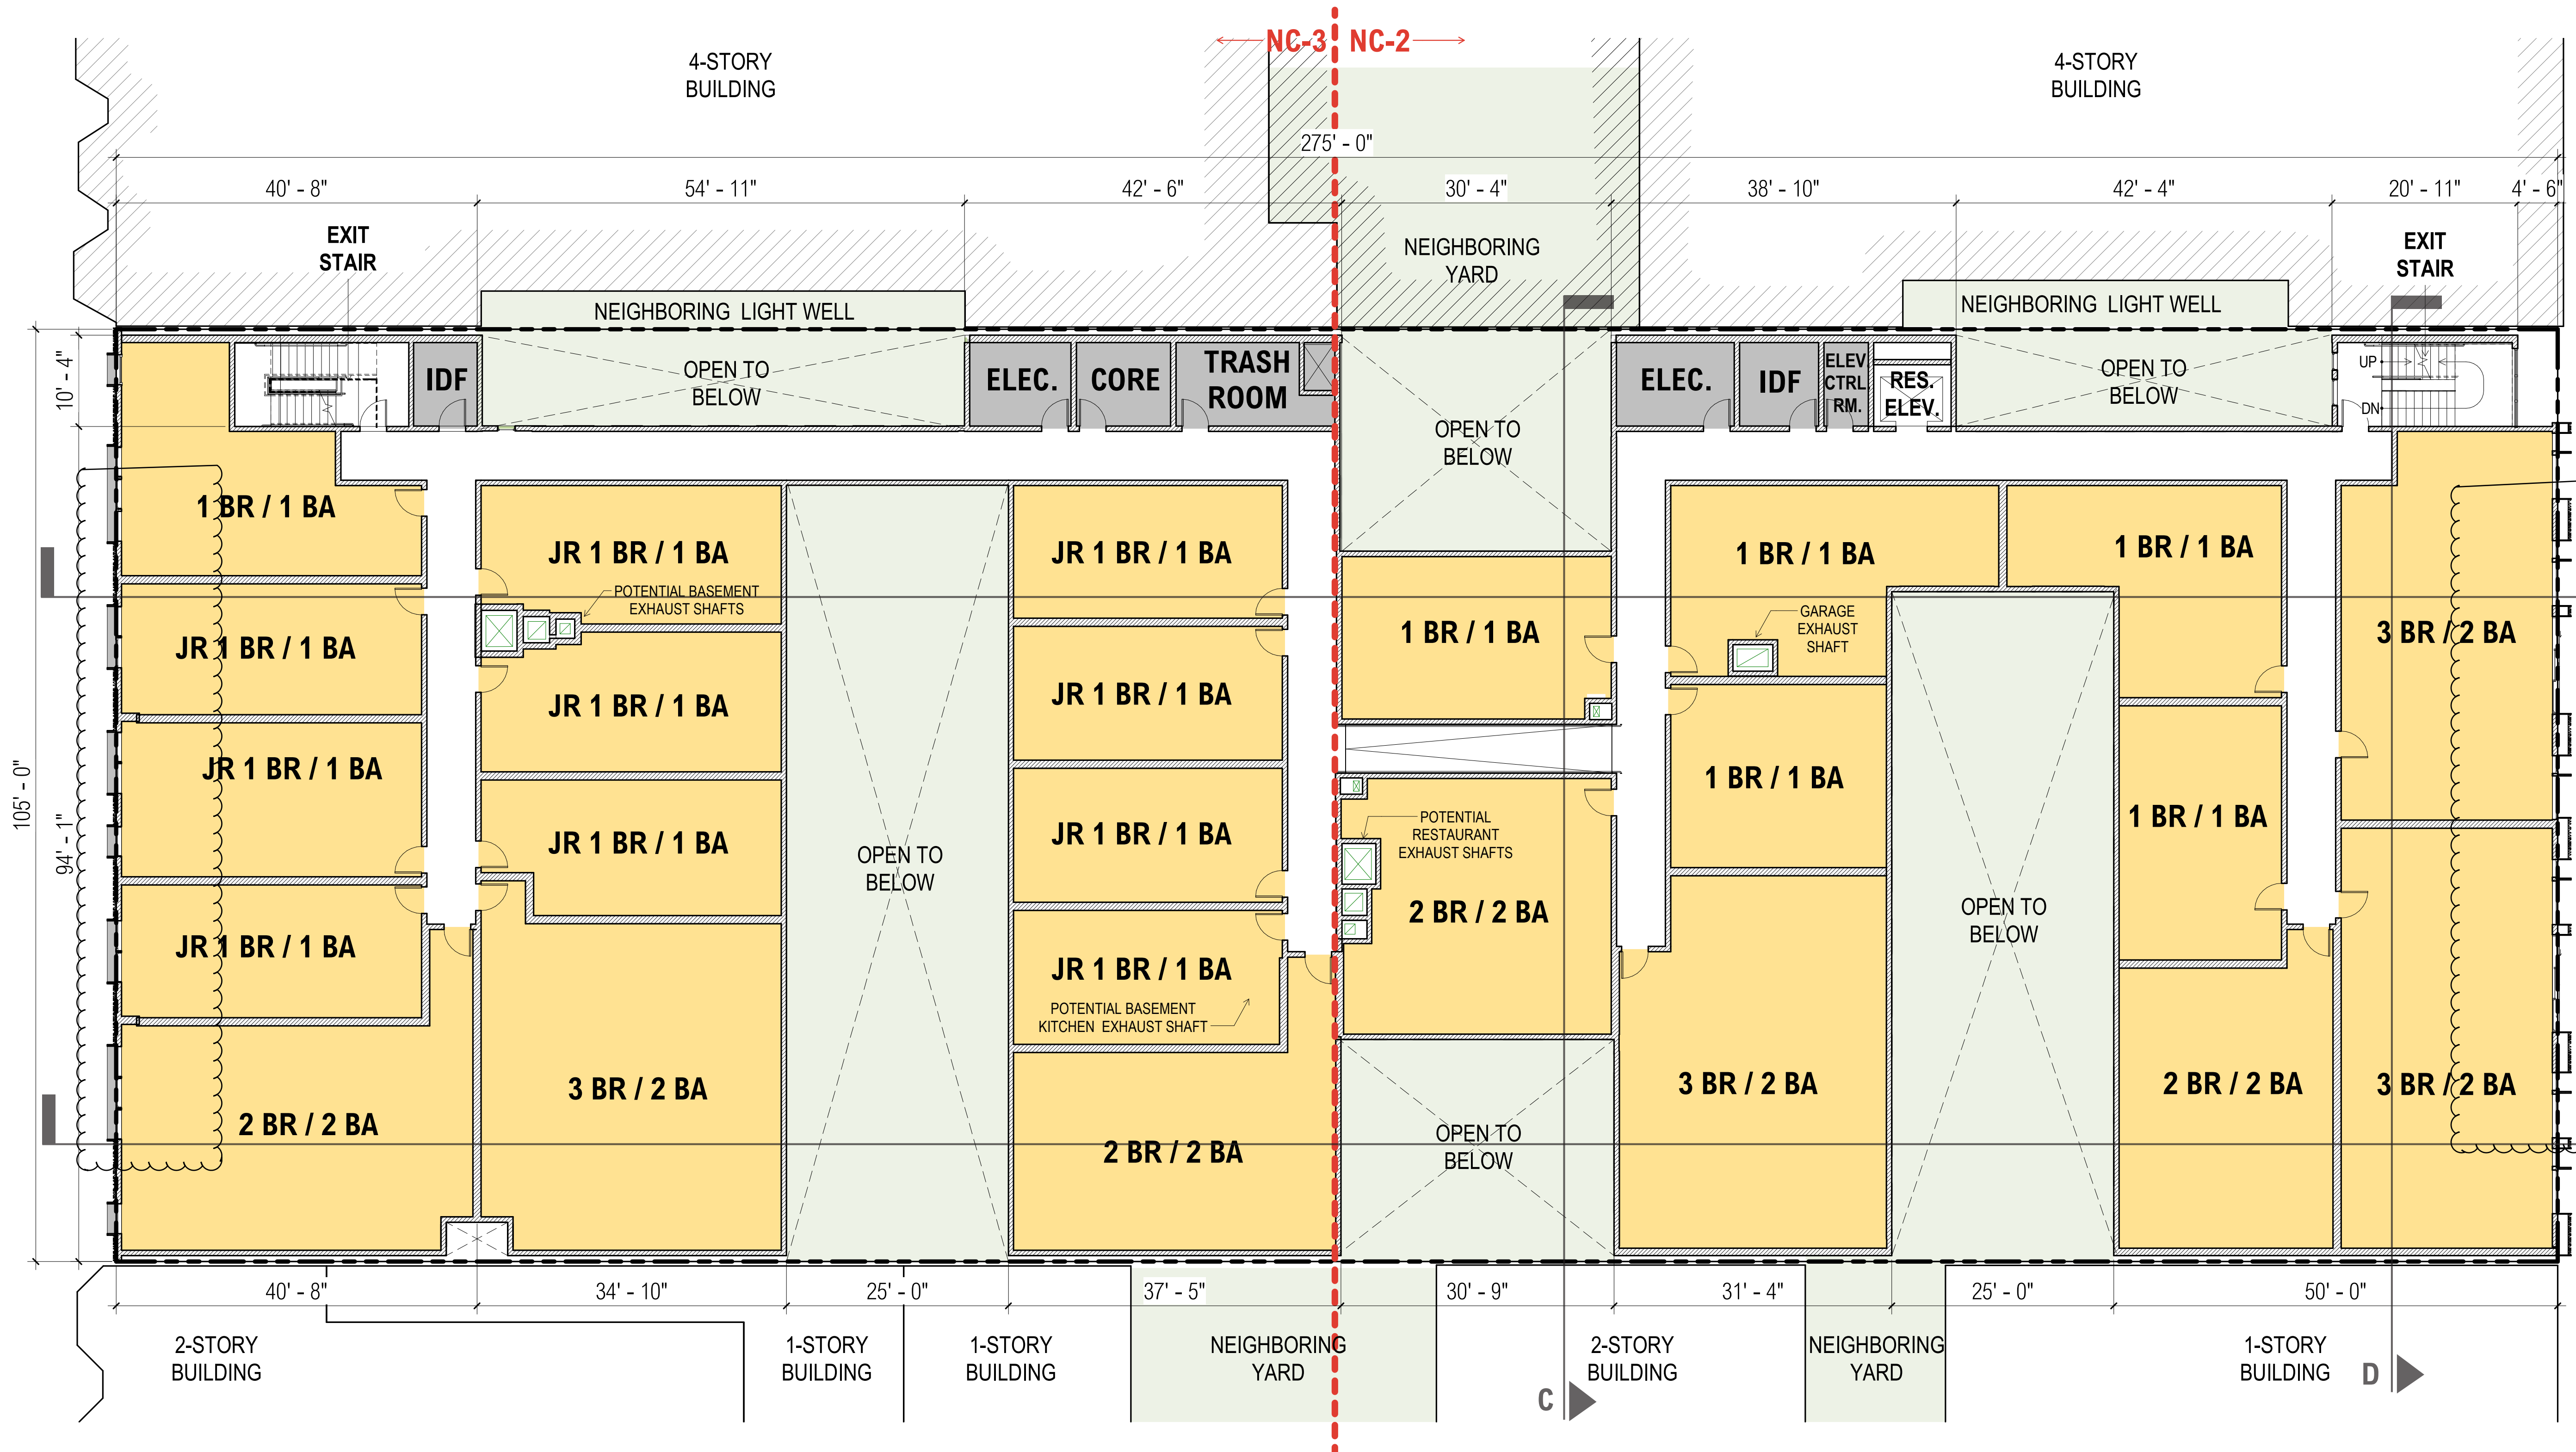 NC-3
NC-2
4-STORY
BUILDING
4-STORY
BUILDING
275' - 0"
40' - 8"
54' - 11"
42' - 6"
30' - 4"
38' - 10"
42' - 4"
20' - 11"
4' - 6"
EXIT
STAIR
NEIGHBORING
YARD
EXIT
STAIR
NEIGHBORING LIGHT WELL
NEIGHBORING LIGHT WELL
10' - 4"
IDF
OPEN TO
BELOW
ELEC.
CORE
TRASH
ROOM
OPEN TO
BELOW
ELEC.
IDF
ELEV
CTRL
RM.
RES.
ELEV.
OPEN TO
BELOW
UP
DN
1 BR / 1 BA
JR 1 BR / 1 BA
JR 1 BR / 1 BA
1 BR / 1 BA
1 BR / 1 BA
POTENTIAL BASEMENT
EXHAUST SHAFTS
1 BR / 1 BA
GARAGE
EXHAUST
SHAFT
3 BR / 2 BA
JR 1 BR / 1 BA
JR 1 BR / 1 BA
JR 1 BR / 1 BA
JR 1 BR / 1 BA
1 BR / 1 BA
1 BR / 1 BA
105' - 0"
94' - 1"
JR 1 BR / 1 BA
OPEN TO
BELOW
JR 1 BR / 1 BA
POTENTIAL
RESTAURANT
EXHAUST SHAFTS
2 BR / 2 BA
OPEN TO
BELOW
JR 1 BR / 1 BA
JR 1 BR / 1 BA
POTENTIAL BASEMENT
KITCHEN EXHAUST SHAFT
2 BR / 2 BA
3 BR / 2 BA
2 BR / 2 BA
OPEN TO
BELOW
3 BR / 2 BA
2 BR / 2 BA
3 BR / 2 BA
40' - 8"
34' - 10"
25' - 0"
37' - 5"
30' - 9"
31' - 4"
25' - 0"
50' - 0"
2-STORY
BUILDING
1-STORY
BUILDING
1-STORY
BUILDING
NEIGHBORING
YARD
2-STORY
BUILDING
NEIGHBORING
YARD
1-STORY
BUILDING
C
D